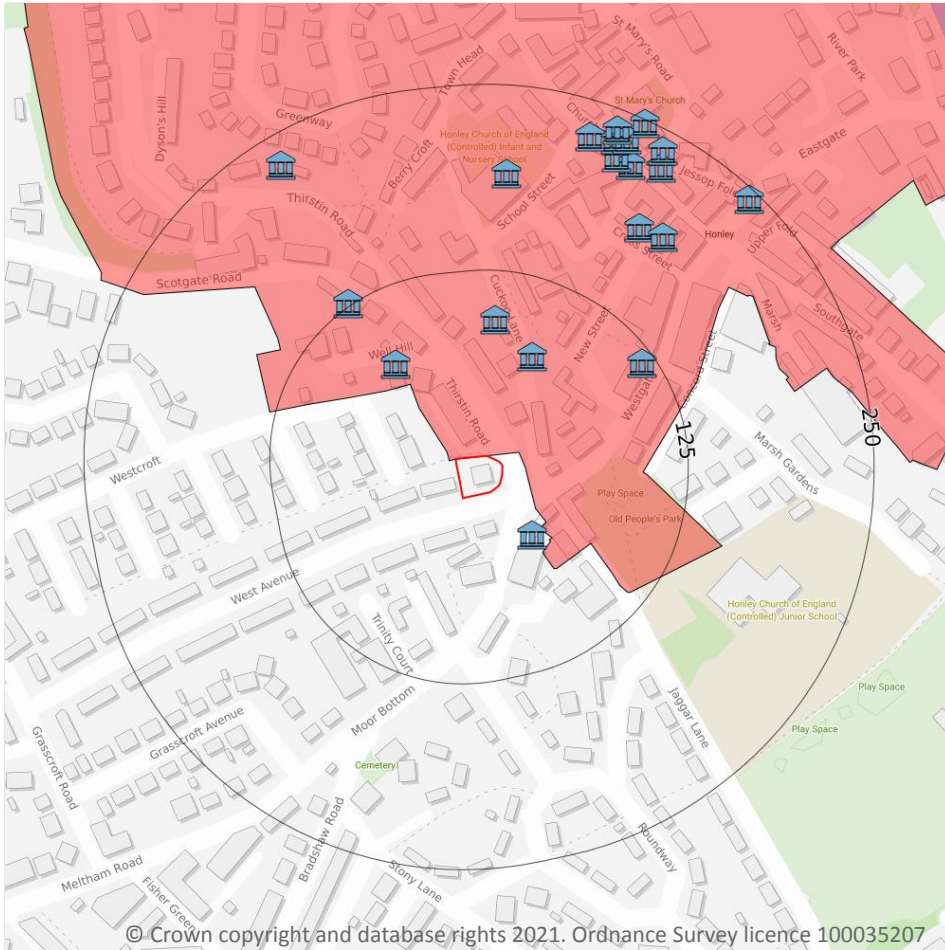 St Mary's Road
River Park
Town Head
Dyson's Hill
Greenway
St Mary's Church
Honley Church of England
(Controlled) Infant and
Nursery School
Eastgate
Berry Croft
School Street
Jessop Fold
Thirstin Road
Cross Street
Honley
Upper Fold
Scotgate Road
Cuckoo Lane
New Street
Marsh
Southgate
Well Hill
Westgate
Concord Street
Thirstin Road
125
250
Westcroft
Marsh Gardens
Play Space
Old People's Park
West Avenue
Honley Church of England
(Controlled) Junior School
Trinity Court
Moor Bottom
Jaggar Lane
Play Space
Play Space
Grasscroft Avenue
Grasscroft Road
Cemetery
Bradshaw Road
Roundway
Meltham Road
Stony Lane
Fisher Green
© Crown copyright and database rights 2021. Ordnance Survey licence 100035207